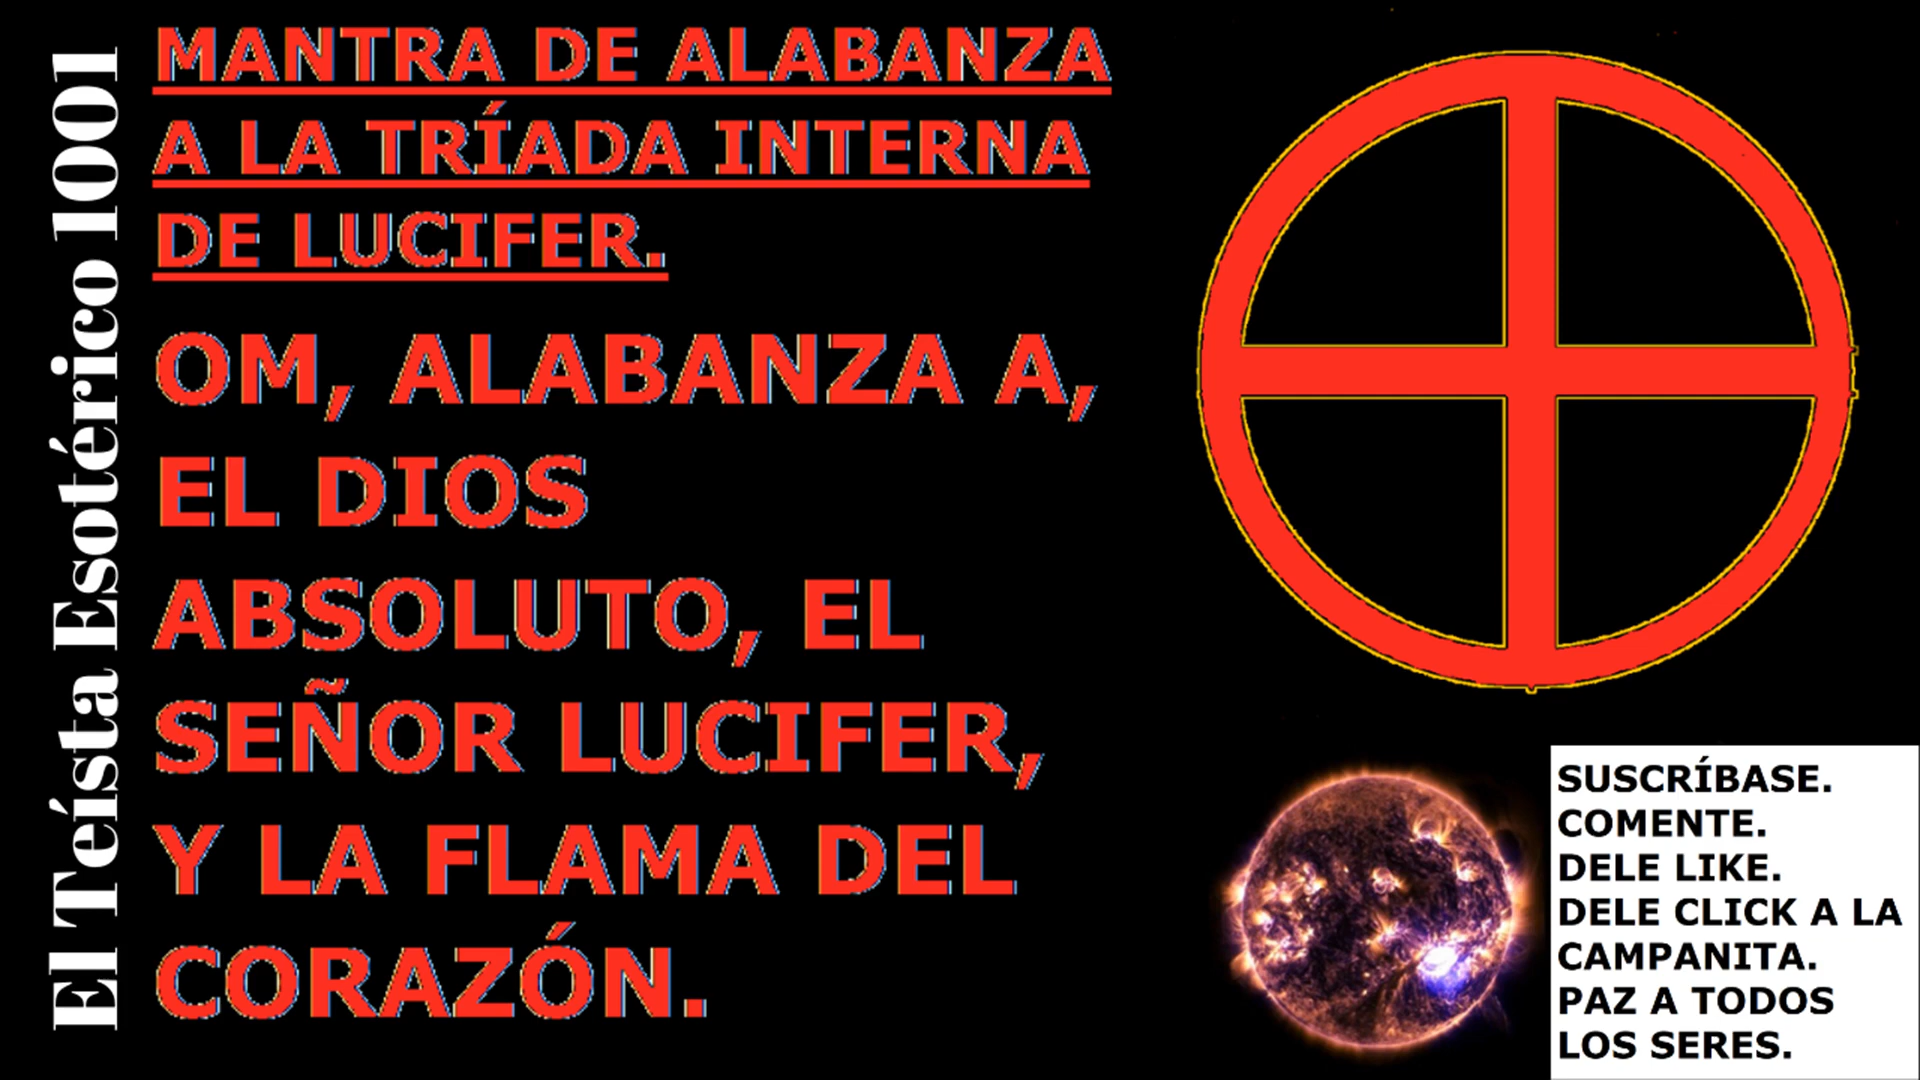 El Teísta Esotérico 1001
MANTRA DE ALABANZA
A LA TRÍADA INTERNA
DE LUCIFER.
OM, ALABANZA A,
EL DIOS
ABSOLUTO, EL
SEÑOR LUCIFER,
Y LA FLAMA DEL
CORAZÓN.
SUSCRÍBASE.
COMENTE.
DELE LIKE.
DELE CLICK A LA
CAMPANITA.
PAZ A TODOS
LOS SERES.